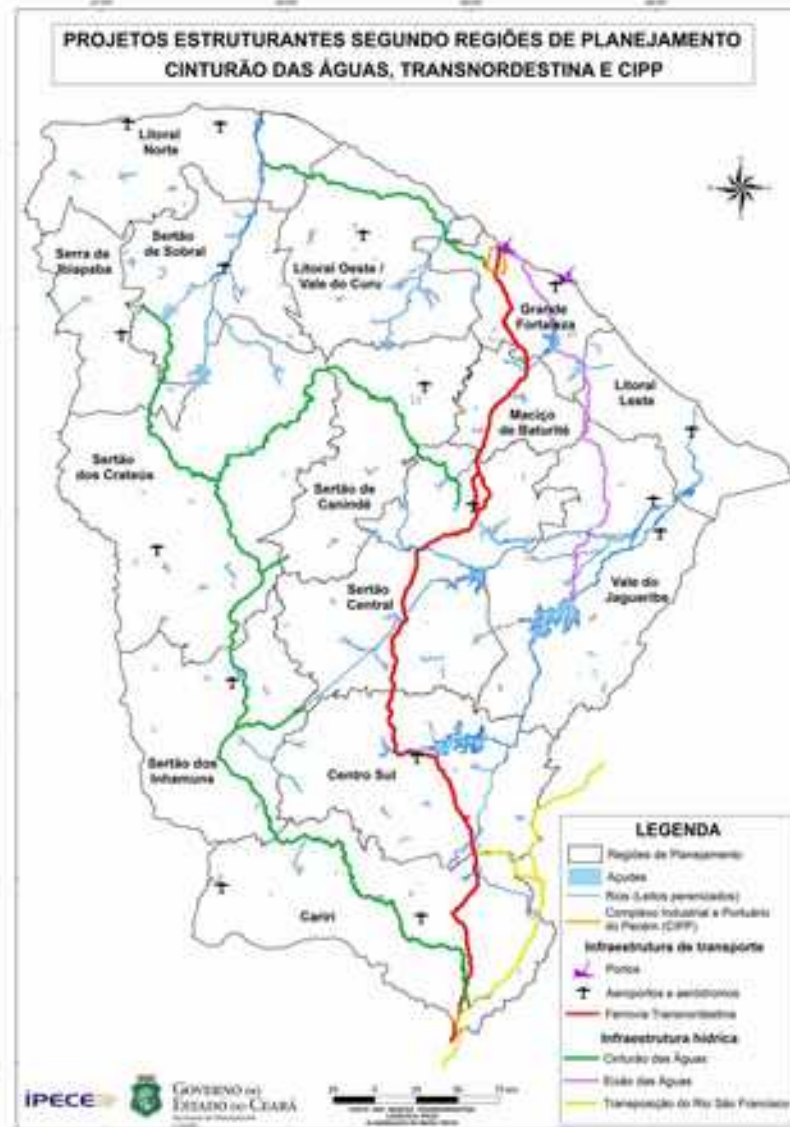 PROJETOS ESTRUTURANTES SEGUNDO REGIÕES DE PLANEJAMENTO
CINTURÃO DAS ÁGUAS, TRANSNORDESTINA E CIPP
Litoral
Norte
Serra da
Ibiapaba
Sertão
de Sobral
Litoral Oeste /
Vale do Curu
Grande
Fortaleza
Litoral
Leste
Maciço
de Baturité
Sertão
dos Crateús
Sertão de
Canindé
Sertão
Central
Vale do
Jaguaribe
Sertão dos
Inhamuns
Centro Sul
Cariri
LEGENDA
Regiões de Planejamento
Açudes
Rios (Leitos perenizados)
Complexo Industrial e Portuário
do Pecém (CIPP)
Infraestrutura de transporte
Portos
Aeroportos e aeródromos
Ferrovia Transnordestina
Infraestrutura hídrica
Cinturão das Águas
Eixão das Águas
Transposição do Rio São Francisco
IPECE
GOVERNO DO
ESTADO DO CEARÁ